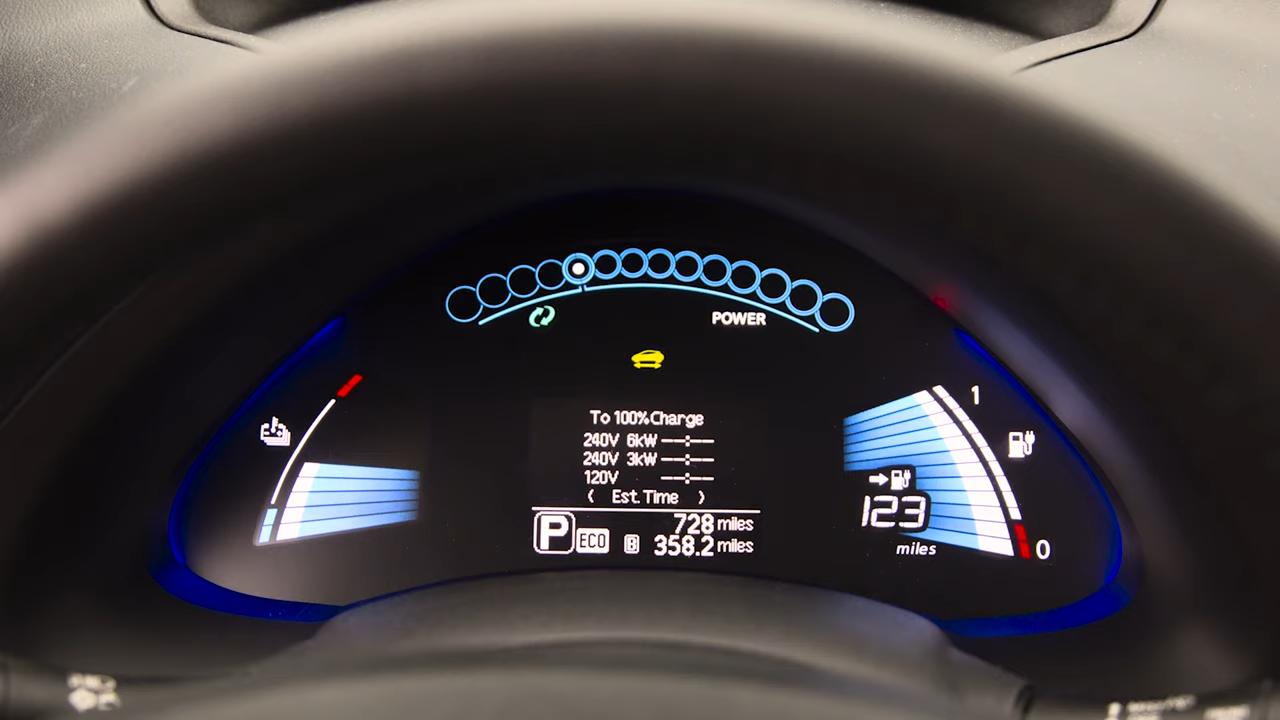 POWER
To 100%Charge
240V 6kW --:--
240V 3kW --:--
120V --:--
‹ Est.Time ›
P ECO 728 miles
B 358.2 miles
1
123
miles
0